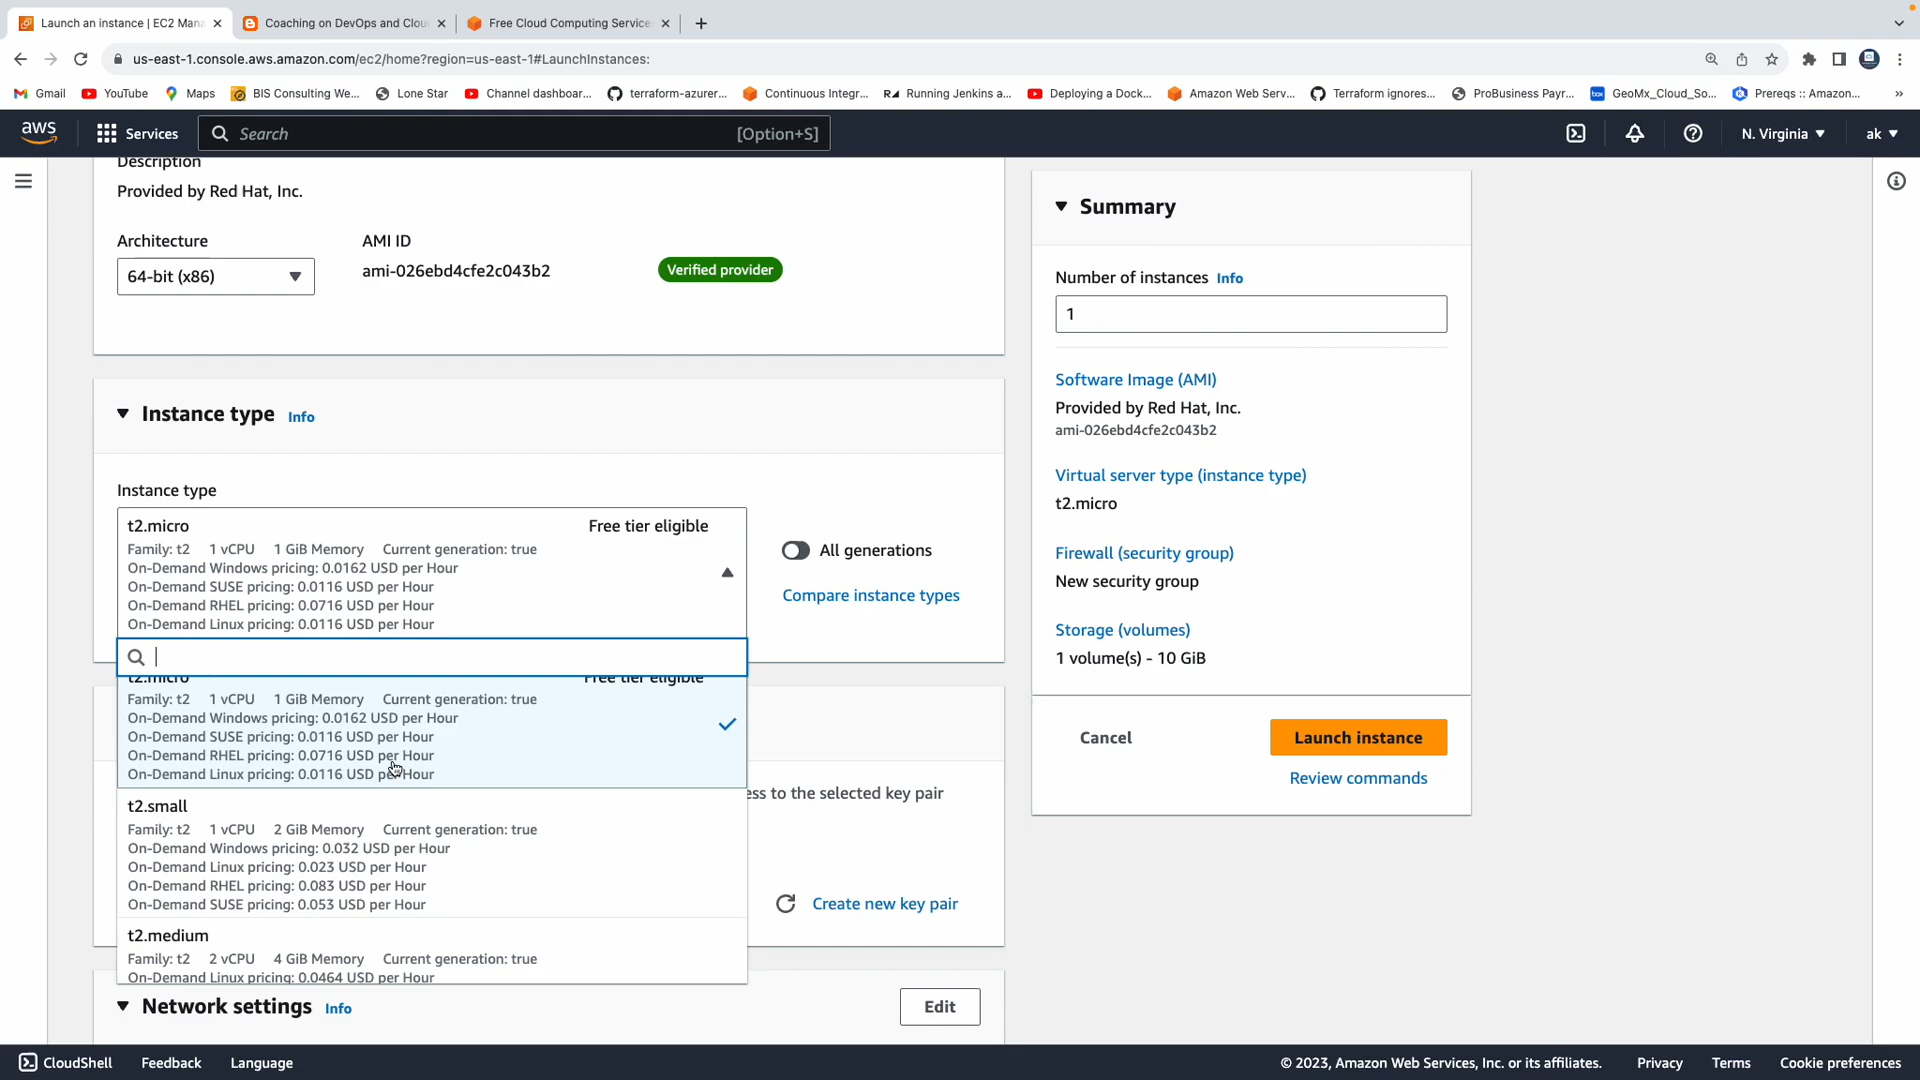 Launch an instance | EC2 Mana
Coaching on DevOps and Clou
Free Cloud Computing Service
us-east-1.console.aws.amazon.com/ec2/home?region=us-east-1#LaunchInstances:
Gmail
YouTube
Maps
BIS Consulting We...
Lone Star
Channel dashboar...
terraform-azurer...
Continuous Integr...
Running Jenkins a...
Deploying a Dock...
Amazon Web Serv...
Terraform ignores...
ProBusiness Payr...
GeoMx_Cloud_So...
Prereqs :: Amazon...
»
aws
Services
Search
[Option+S]
N. Virginia
ak
Description
Provided by Red Hat, Inc.
Architecture
AMI ID
64-bit (x86)
ami-026ebd4cfe2c043b2
Verified provider
Instance type Info
Instance type
t2.micro
Free tier eligible
Family: t2 1 vCPU 1 GiB Memory Current generation: true
On-Demand Windows pricing: 0.0162 USD per Hour
On-Demand SUSE pricing: 0.0116 USD per Hour
On-Demand RHEL pricing: 0.0716 USD per Hour
On-Demand Linux pricing: 0.0116 USD per Hour
All generations
Compare instance types
t2.micro
Free tier eligible
Family: t2 1 vCPU 1 GiB Memory Current generation: true
On-Demand Windows pricing: 0.0162 USD per Hour
On-Demand SUSE pricing: 0.0116 USD per Hour
On-Demand RHEL pricing: 0.0716 USD per Hour
On-Demand Linux pricing: 0.0116 USD per Hour
t2.small
Family: t2 1 vCPU 2 GiB Memory Current generation: true
On-Demand Windows pricing: 0.032 USD per Hour
On-Demand Linux pricing: 0.023 USD per Hour
On-Demand RHEL pricing: 0.083 USD per Hour
On-Demand SUSE pricing: 0.053 USD per Hour
t2.medium
Family: t2 2 vCPU 4 GiB Memory Current generation: true
On-Demand Linux pricing: 0.0464 USD per Hour
ess to the selected key pair
Create new key pair
Network settings Info
Edit
Summary
Number of instances Info
1
Software Image (AMI)
Provided by Red Hat, Inc.
ami-026ebd4cfe2c043b2
Virtual server type (instance type)
t2.micro
Firewall (security group)
New security group
Storage (volumes)
1 volume(s) - 10 GiB
Cancel
Launch instance
Review commands
CloudShell
Feedback
Language
© 2023, Amazon Web Services, Inc. or its affiliates.
Privacy
Terms
Cookie preferences